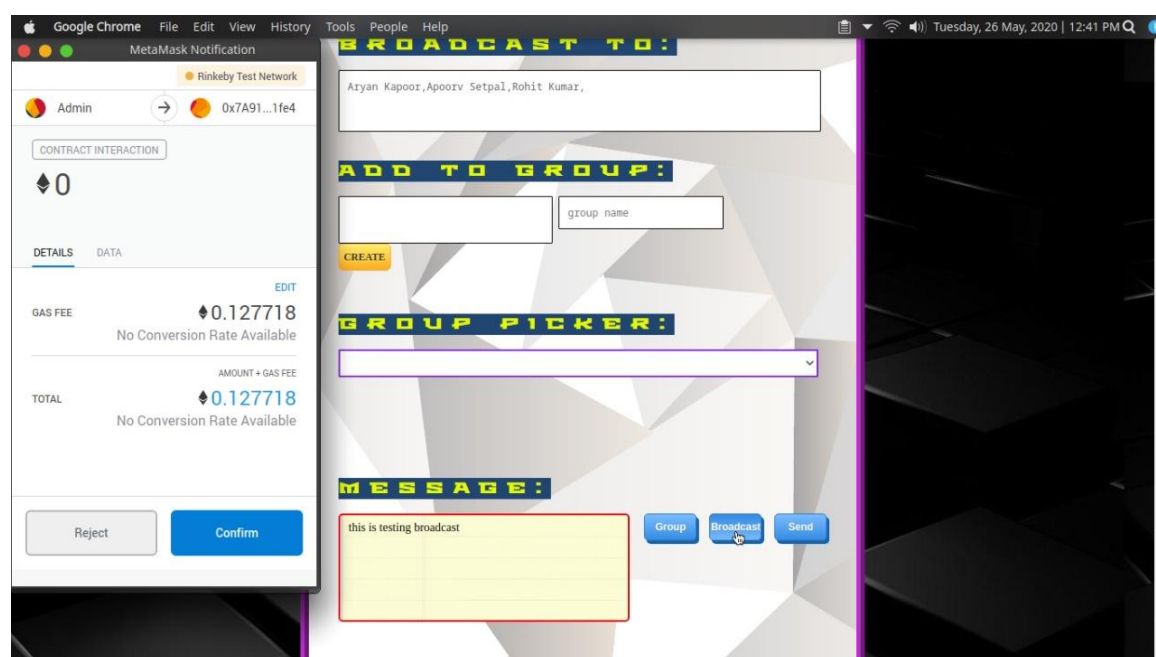 Google Chrome File Edit View History Tools People Help Tuesday, 26 May, 2020 | 12:41 PM
MetaMask Notification
Rinkeby Test Network
Admin 0x7A91...1fe4
CONTRACT INTERACTION
0
DETAILS DATA
EDIT
GAS FEE 0.127718
No Conversion Rate Available
AMOUNT + GAS FEE
TOTAL 0.127718
No Conversion Rate Available
Reject Confirm
BROADCAST TO:
Aryan Kapoor,Apoorv Setpal,Rohit Kumar,
ADD TO GROUP:
group name
CREATE
GROUP PICKER:
MESSAGE:
this is testing broadcast
Group Broadcast Send